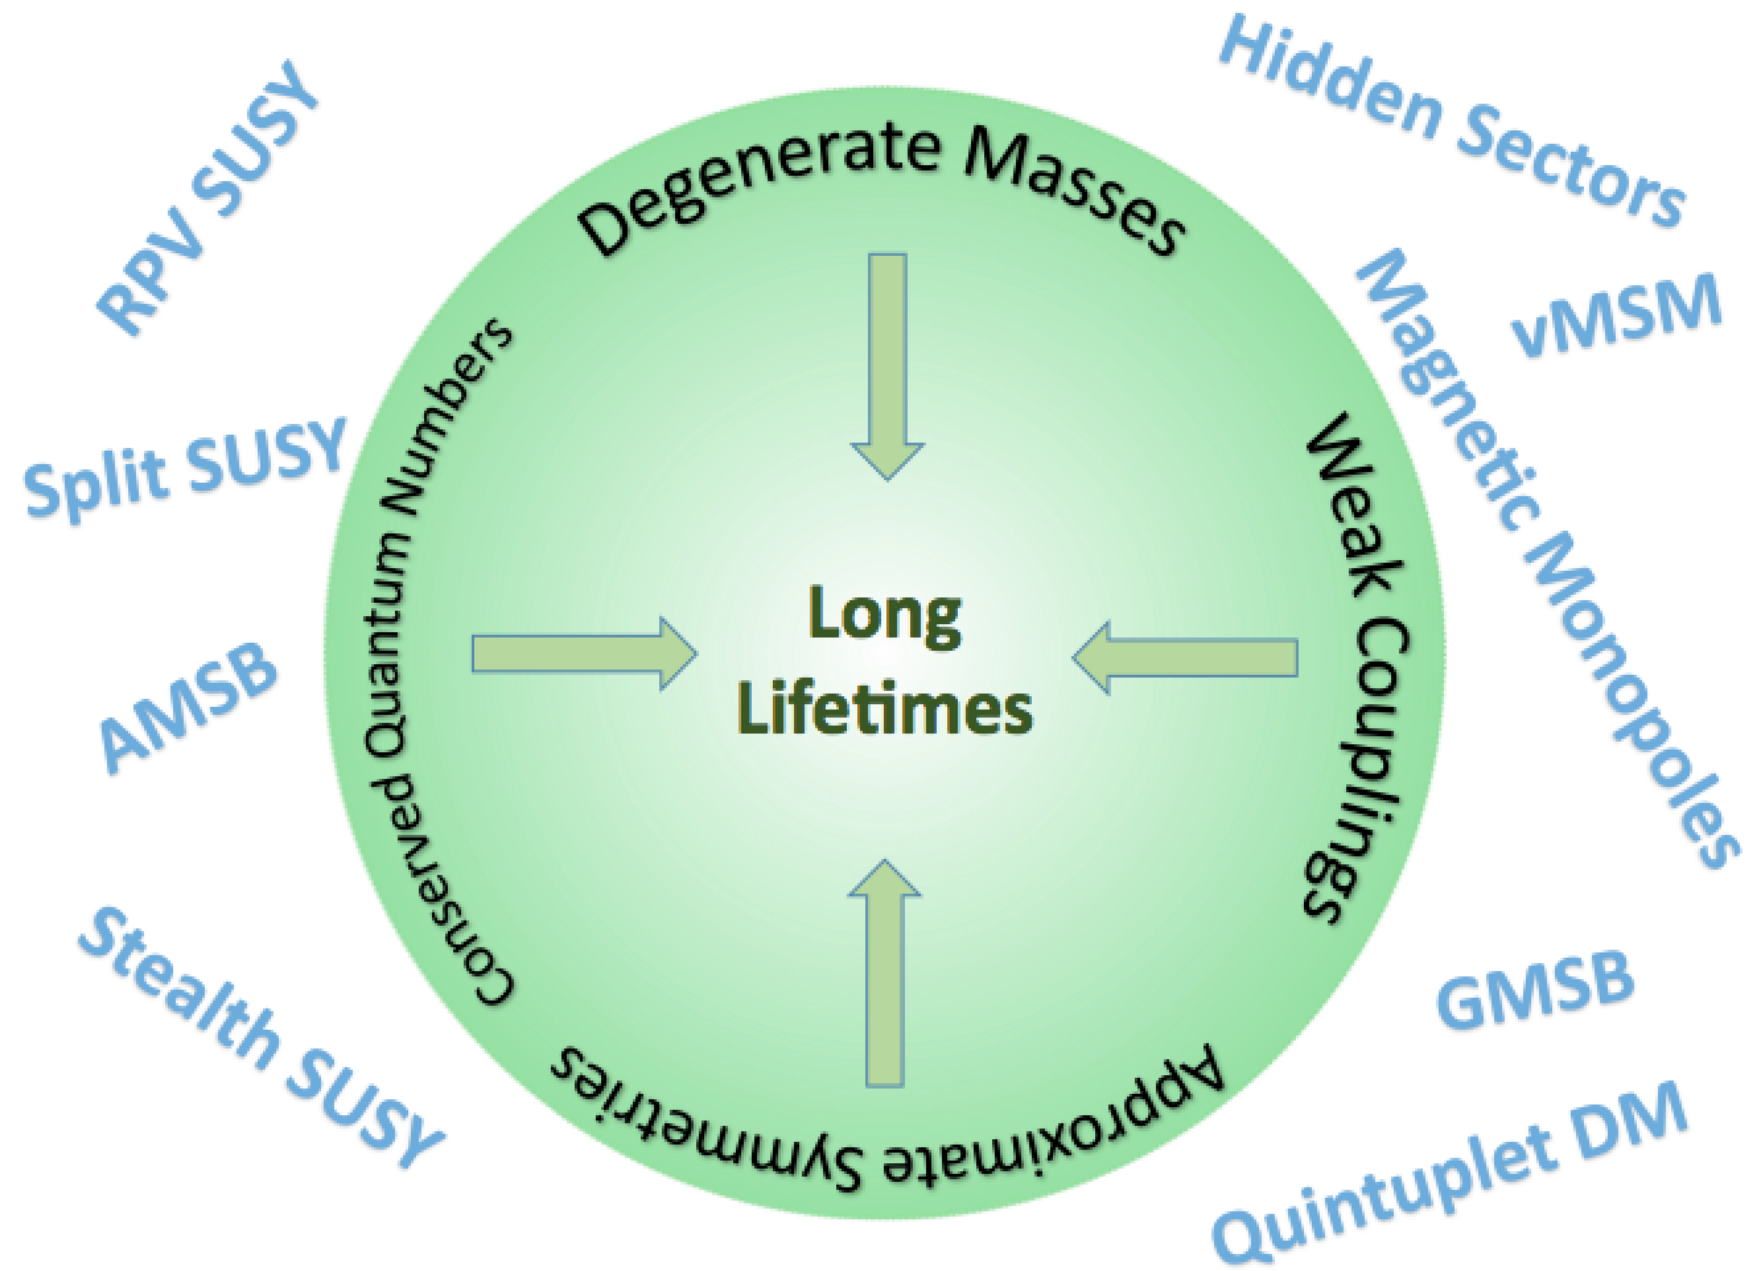 Hidden Sectors
RPV SUSY
Degenerate Masses
Magnetic Monopoles
vMSM
Conserved Quantum Numbers
Split SUSY
Weak Couplings
Long
Lifetimes
AMSB
Stealth SUSY
GMSB
Approximate Symmetries
Quintuplet DM